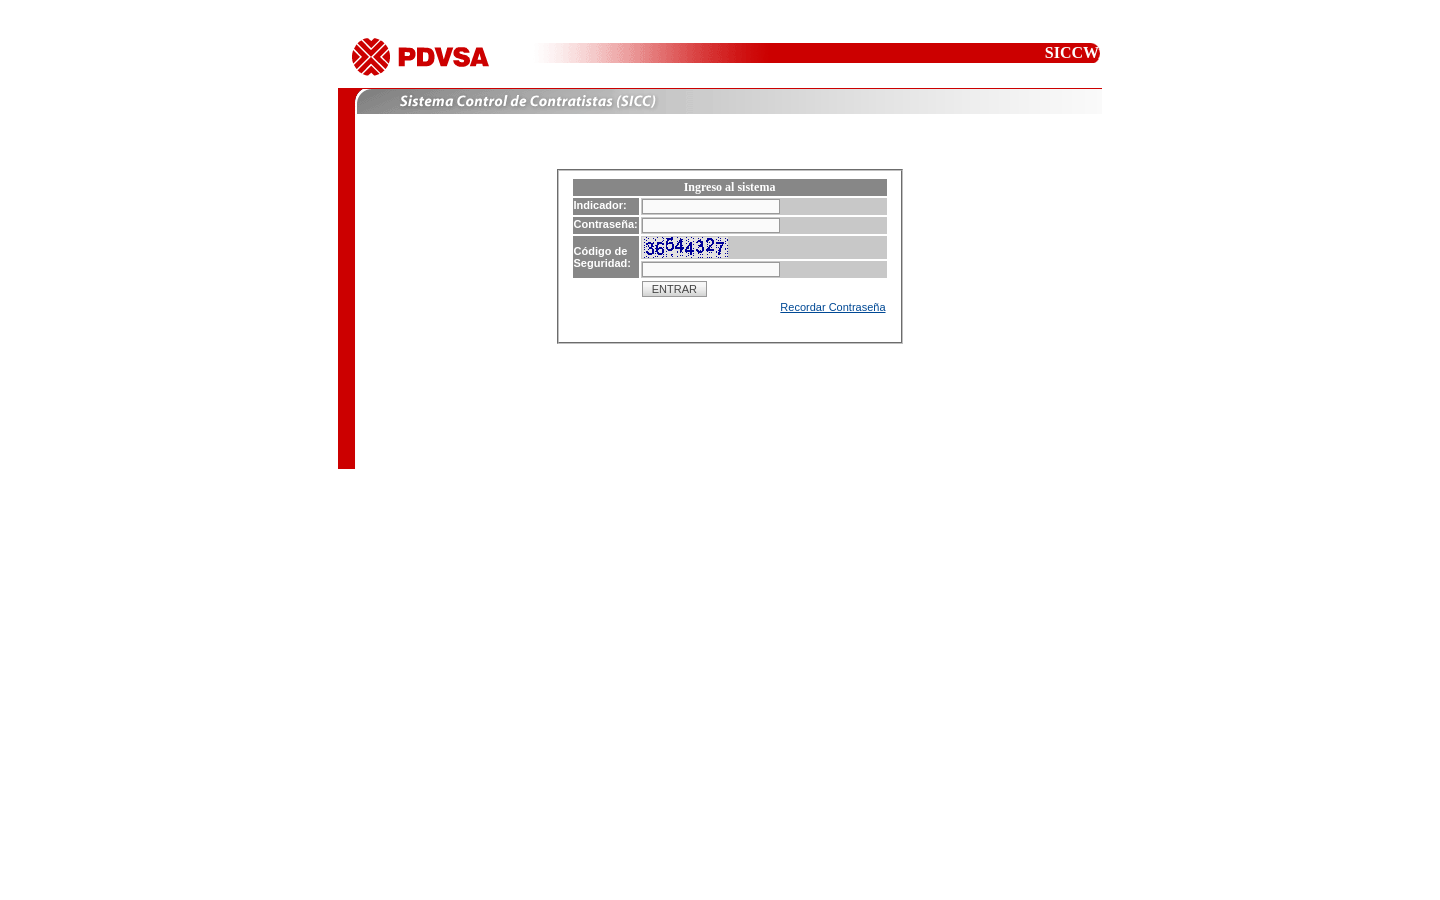 PDVSA
SICCW
Sistema Control de Contratistas (SICC)
Ingreso al sistema
Indicador:
Contraseña:
Código de
Seguridad:
36544327
ENTRAR
Recordar Contraseña